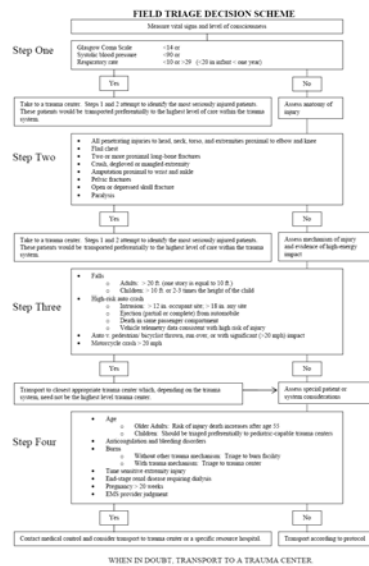 FIELD TRIAGE DECISION SCHEME
Measure vital signs and level of consciousness
Step One
Glasgow Coma Scale <14 or
Systolic blood pressure <90 or
Respiratory rate <10 or >29 (<20 in infant < one year)
Yes
No
Take to a trauma center. Steps 1 and 2 attempt to identify the most seriously injured patients.
These patients would be transported preferentially to the highest level of care within the trauma
system.
Assess anatomy of
injury
Step Two
• All penetrating injuries to head, neck, torso, and extremities proximal to elbow and knee
• Flail chest
• Two or more proximal long-bone fractures
• Crush, degloved or mangled extremity
• Amputation proximal to wrist and ankle
• Pelvic fractures
• Open or depressed skull fracture
• Paralysis
Yes
No
Take to a trauma center. Steps 1 and 2 attempt to identify the most seriously injured patients.
These patients would be transported preferentially to the highest level of care within the trauma
system.
Assess mechanism of injury
and evidence of high-energy
impact
Step Three
• Falls
o Adults: > 20 ft. (one story is equal to 10 ft.)
o Children: > 10 ft. or 2-3 times the height of the child
• High-risk auto crash
o Intrusion: > 12 in. occupant site; > 18 in. any site
o Ejection (partial or complete) from automobile
o Death in same passenger compartment
o Vehicle telemetry data consistent with high risk of injury
• Auto v. pedestrian/ bicyclist thrown, run over, or with significant (>20 mph) impact
• Motorcycle crash > 20 mph
Transport to closest appropriate trauma center which, depending on the trauma
system, need not be the highest level trauma center.
Assess special patient or
system considerations
Step Four
• Age
o Older Adults: Risk of injury death increases after age 55
o Children: Should be triaged preferentially to pediatric-capable trauma centers
• Anticoagulation and bleeding disorders
• Burns
o Without other trauma mechanism: Triage to burn facility
o With trauma mechanism: Triage to trauma center
• Time sensitive extremity injury
• End-stage renal disease requiring dialysis
• Pregnancy > 20 weeks
• EMS provider judgment
Yes
No
Contact medical control and consider transport to trauma center or a specific resource hospital.
Transport according to protocol
WHEN IN DOUBT, TRANSPORT TO A TRAUMA CENTER.